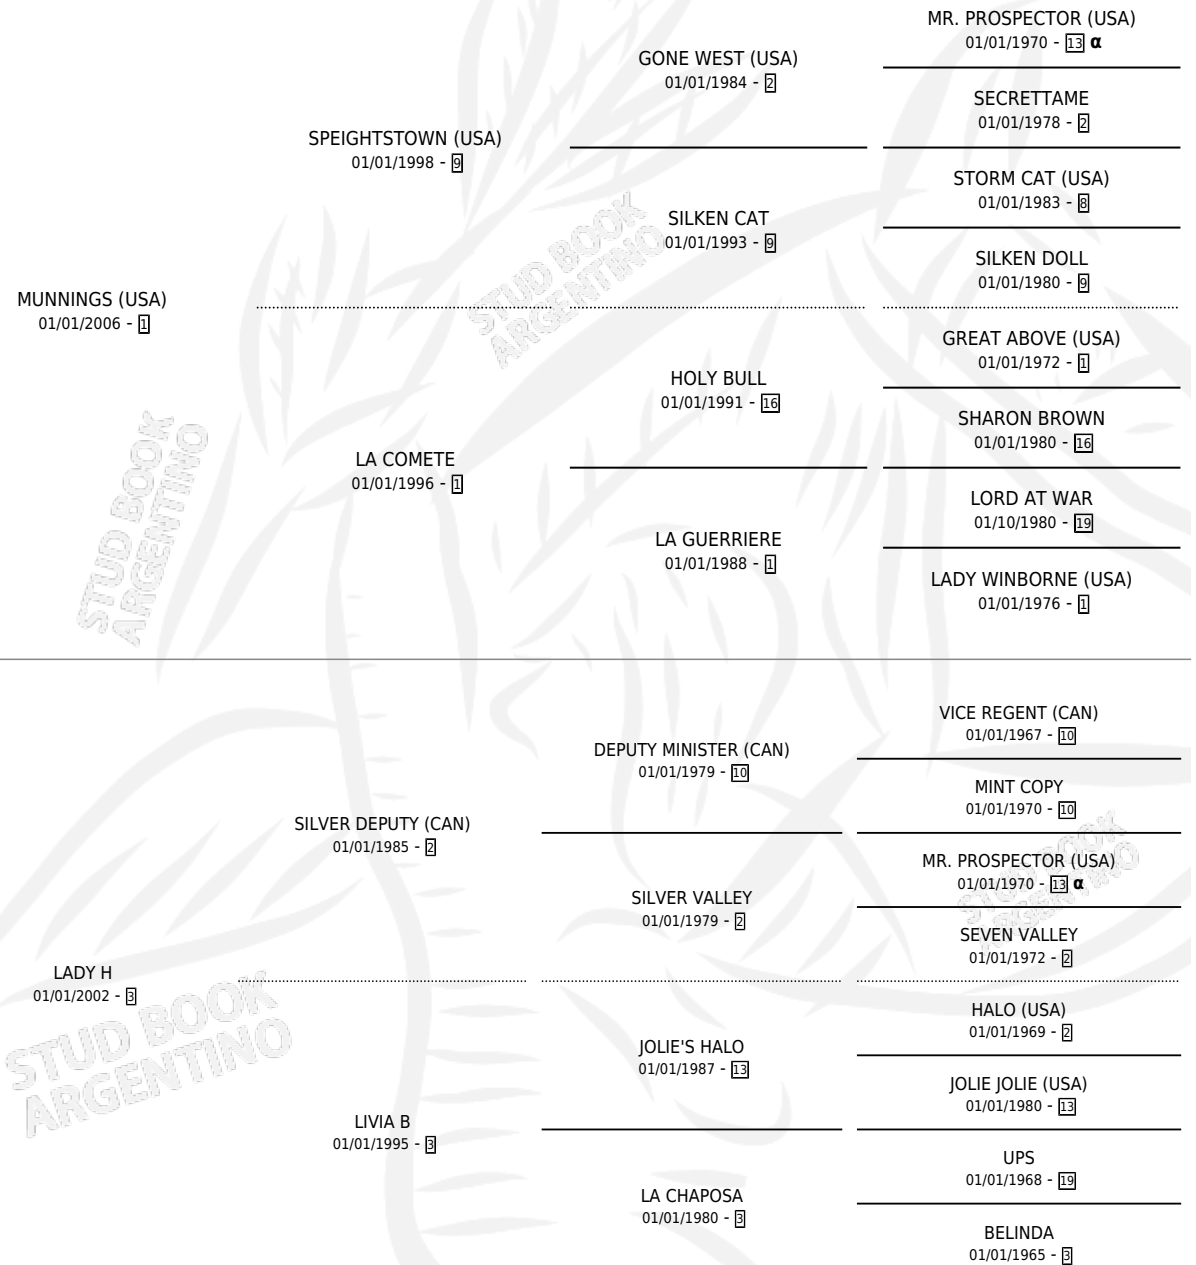 MR. PROSPECTOR (USA)
01/01/1970 - 13 α
GONE WEST (USA)
01/01/1984 - 2
SECRETTAME
01/01/1978 - 2
SPEIGHTSTOWN (USA)
01/01/1998 - 9
STORM CAT (USA)
01/01/1983 - 8
SILKEN CAT
01/01/1993 - 9
SILKEN DOLL
01/01/1980 - 9
STUD BOOK
ARGENTINO
MUNNINGS (USA)
01/01/2006 - 1
GREAT ABOVE (USA)
01/01/1972 - 1
HOLY BULL
01/01/1991 - 16
SHARON BROWN
01/01/1980 - 16
LA COMETE
01/01/1996 - 1
LORD AT WAR
01/10/1980 - 19
LA GUERRIERE
01/01/1988 - 1
LADY WINBORNE (USA)
01/01/1976 - 1
STUD BOOK
ARGENTINO
VICE REGENT (CAN)
01/01/1967 - 10
DEPUTY MINISTER (CAN)
01/01/1979 - 10
MINT COPY
01/01/1970 - 10
SILVER DEPUTY (CAN)
01/01/1985 - 2
MR. PROSPECTOR (USA)
01/01/1970 - 13 α
SILVER VALLEY
01/01/1979 - 2
SEVEN VALLEY
01/01/1972 - 2
STUD BOOK
ARGENTINO
LADY H
01/01/2002 - 3
HALO (USA)
01/01/1969 - 2
JOLIE'S HALO
01/01/1987 - 13
JOLIE JOLIE (USA)
01/01/1980 - 13
STUD BOOK
ARGENTINO
LIVIA B
01/01/1995 - 3
UPS
01/01/1968 - 19
LA CHAPOSA
01/01/1980 - 3
BELINDA
01/01/1965 - 3